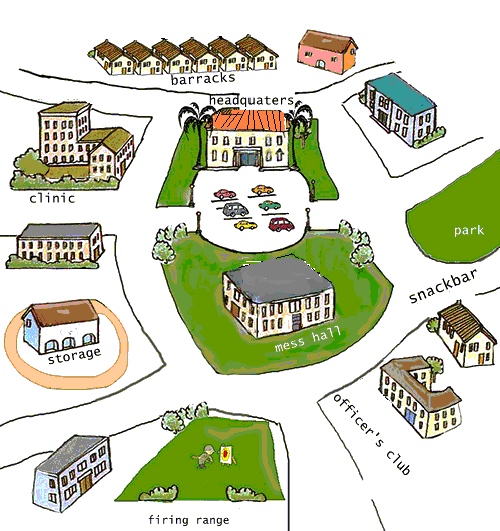 barracks
headquaters
clinic
park
snackbar
mess hall
storage
officer's club
firing range